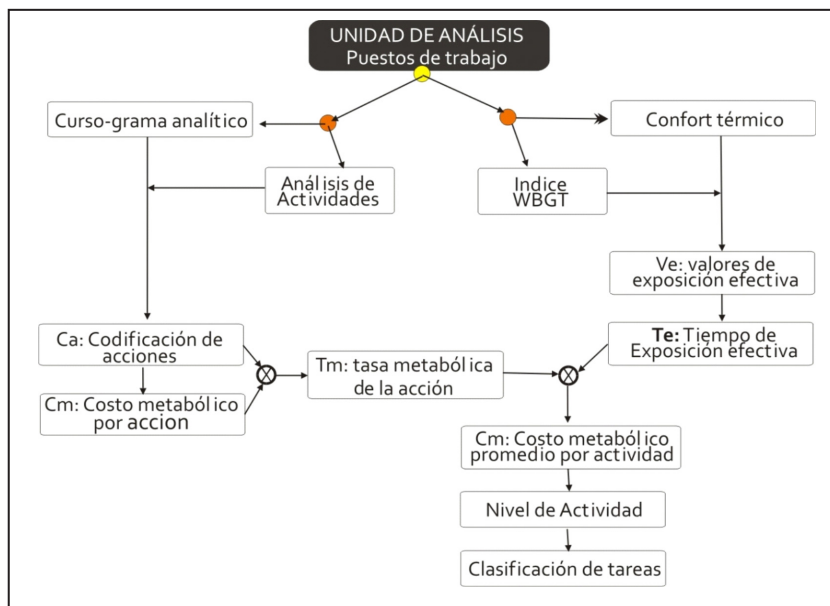 UNIDAD DE ANÁLISIS
Puestos de trabajo
Curso-grama analítico
Confort térmico
Análisis de
Actividades
Indice
WBGT
Ve: valores de
exposición efectiva
Ca: Codificación de
acciones
Tm: tasa metabólica
de la acción
Te: Tiempo de
Exposición efectiva
Cm: Costo metabólico
por accion
Cm: Costo metabólico
promedio por actividad
Nivel de Actividad
Clasificación de tareas